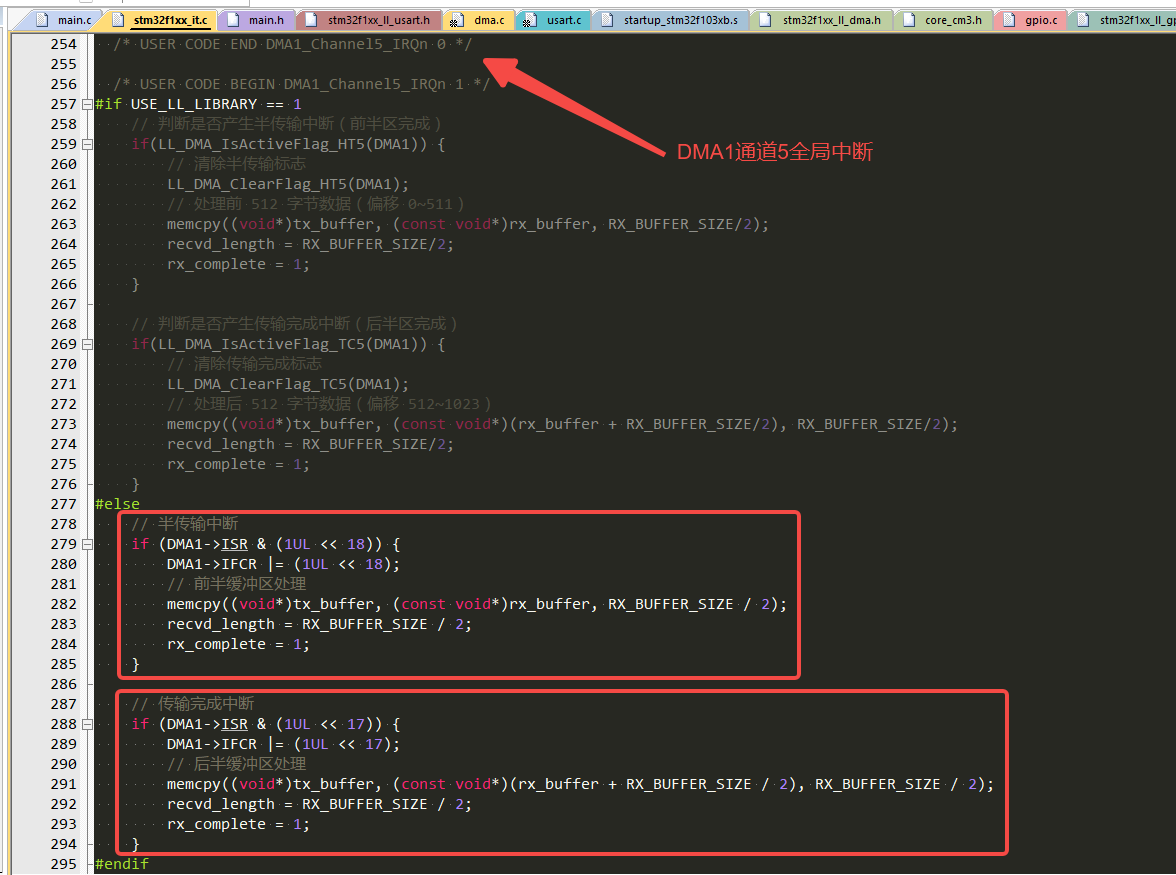 main.c stm32f1xx_it.c main.h stm32f1xx_ll_usart.h dma.c usart.c startup_stm32f103xb.s stm32f1xx_ll_dma.h core_cm3.h gpio.c stm32f1xx_ll_gp
254 /* USER CODE END DMA1_Channel5_IRQn 0 */
255
256 /* USER CODE BEGIN DMA1_Channel5_IRQn 1 */
257 #if USE_LL_LIBRARY == 1
258 // 判断是否产生半传输中断(前半区完成)
259 if(LL_DMA_IsActiveFlag_HT5(DMA1)) {
DMA1通道5全局中断
260 // 清除半传输标志
261 LL_DMA_ClearFlag_HT5(DMA1);
262 // 处理前 512 字节数据(偏移 0~511)
263 memcpy((void*)tx_buffer, (const void*)rx_buffer, RX_BUFFER_SIZE/2);
264 recvd_length = RX_BUFFER_SIZE/2;
265 rx_complete = 1;
266 }
267
268 // 判断是否产生传输完成中断(后半区完成)
269 if(LL_DMA_IsActiveFlag_TC5(DMA1)) {
270 // 清除传输完成标志
271 LL_DMA_ClearFlag_TC5(DMA1);
272 // 处理后 512 字节数据(偏移 512~1023)
273 memcpy((void*)tx_buffer, (const void*)(rx_buffer + RX_BUFFER_SIZE/2), RX_BUFFER_SIZE/2);
274 recvd_length = RX_BUFFER_SIZE/2;
275 rx_complete = 1;
276 }
277 #else
278 // 半传输中断
279 if (DMA1->ISR & (1UL << 18)) {
280 DMA1->IFCR |= (1UL << 18);
281 // 前半缓冲区处理
282 memcpy((void*)tx_buffer, (const void*)rx_buffer, RX_BUFFER_SIZE / 2);
283 recvd_length = RX_BUFFER_SIZE / 2;
284 rx_complete = 1;
285 }
286
287 // 传输完成中断
288 if (DMA1->ISR & (1UL << 17)) {
289 DMA1->IFCR |= (1UL << 17);
290 // 后半缓冲区处理
291 memcpy((void*)tx_buffer, (const void*)(rx_buffer + RX_BUFFER_SIZE / 2), RX_BUFFER_SIZE / 2);
292 recvd_length = RX_BUFFER_SIZE / 2;
293 rx_complete = 1;
294 }
295 #endif